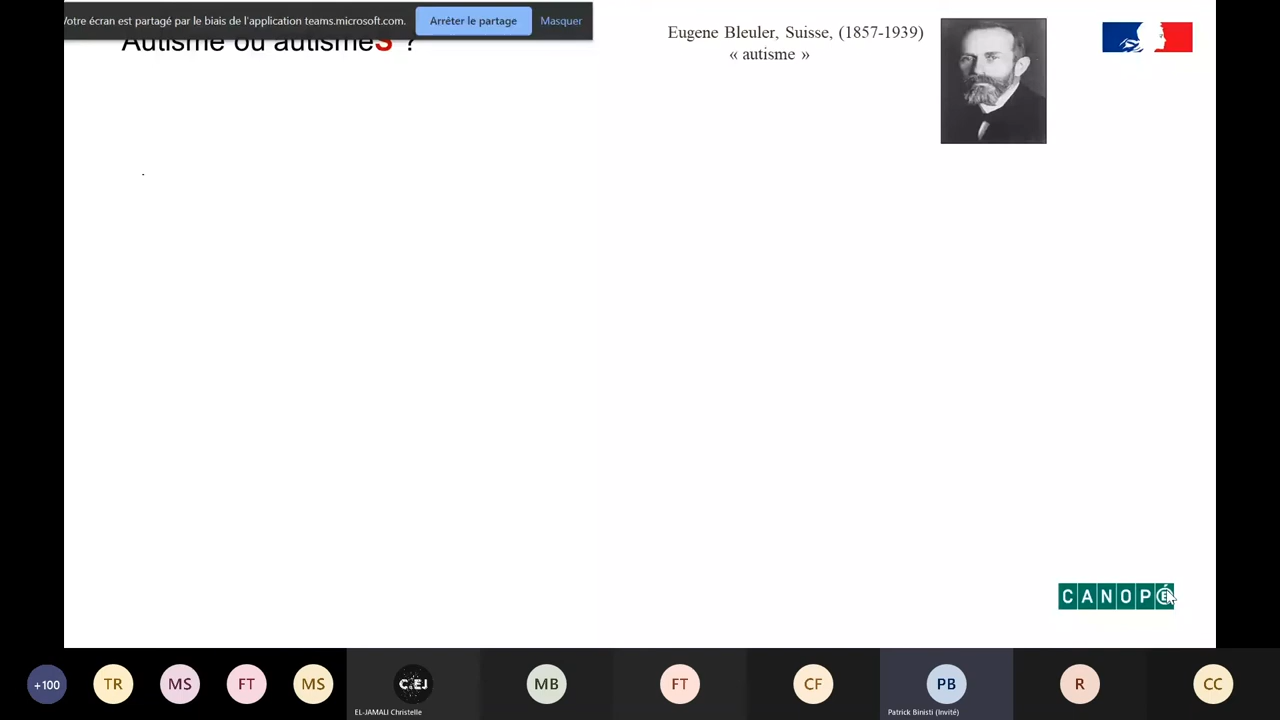 Votre écran est partagé par le biais de l'application teams.microsoft.com.
Arrêter le partage
Masquer
Autisme ou autismeS ?
Eugene Bleuler, Suisse, (1857-1939)
« autisme »
CANOPÉ
+100
TR
MS
FT
MS
C.EJ
MB
FT
CF
PB
R
CC
EL-JAMALI Christelle
Patrick Binisti (Invité)